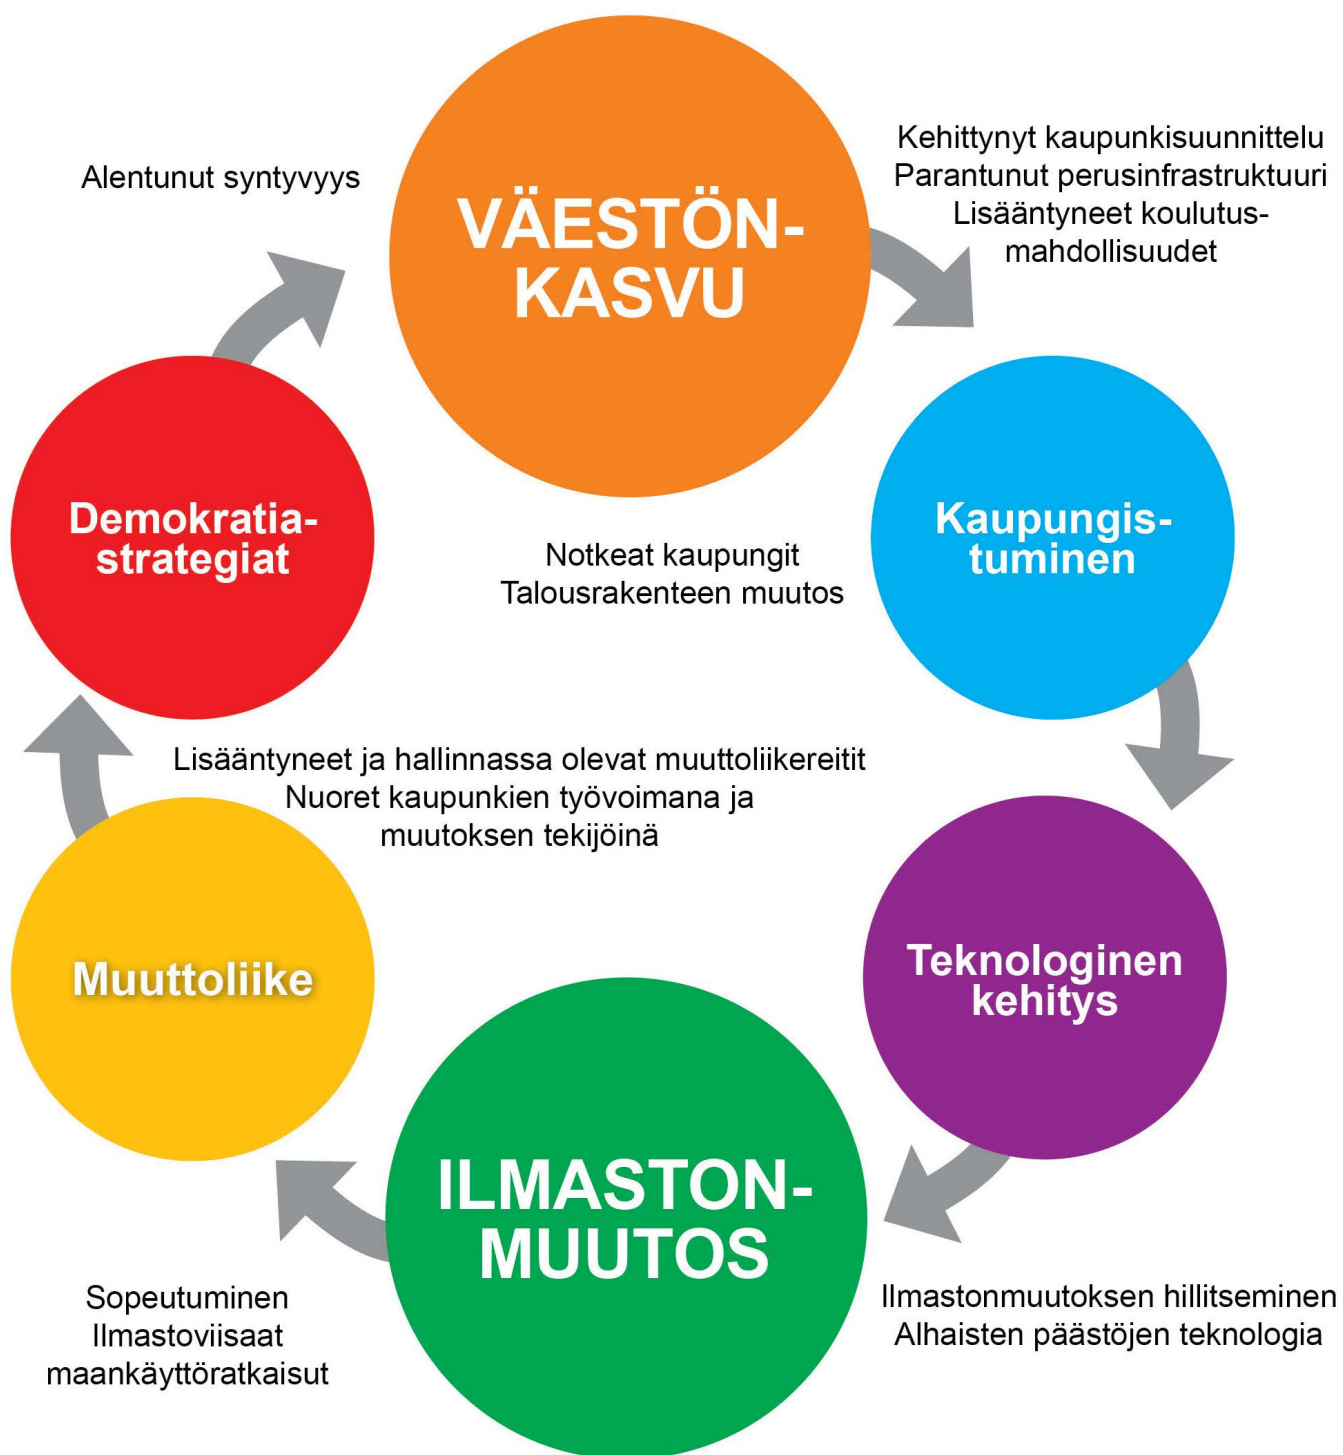 Alentunut syntyvyys
VÄESTÖN-
KASVU
Kehittynyt kaupunkisuunnittelu
Parantunut perusinfrastruktuuri
Lisääntyneet koulutus-
mahdollisuudet
Demokratia-
strategiat
Notkeat kaupungit
Talousrakenteen muutos
Kaupungis-
tuminen
Lisääntyneet ja hallinnassa olevat muuttoliikereitit
Nuoret kaupunkien työvoimana ja
muutoksen tekijöinä
Muuttoliike
Teknologinen
kehitys
ILMASTON-
MUUTOS
Sopeutuminen
Ilmastoviisaat
maankäyttöratkaisut
Ilmastonmuutoksen hillitseminen
Alhaisten päästöjen teknologia